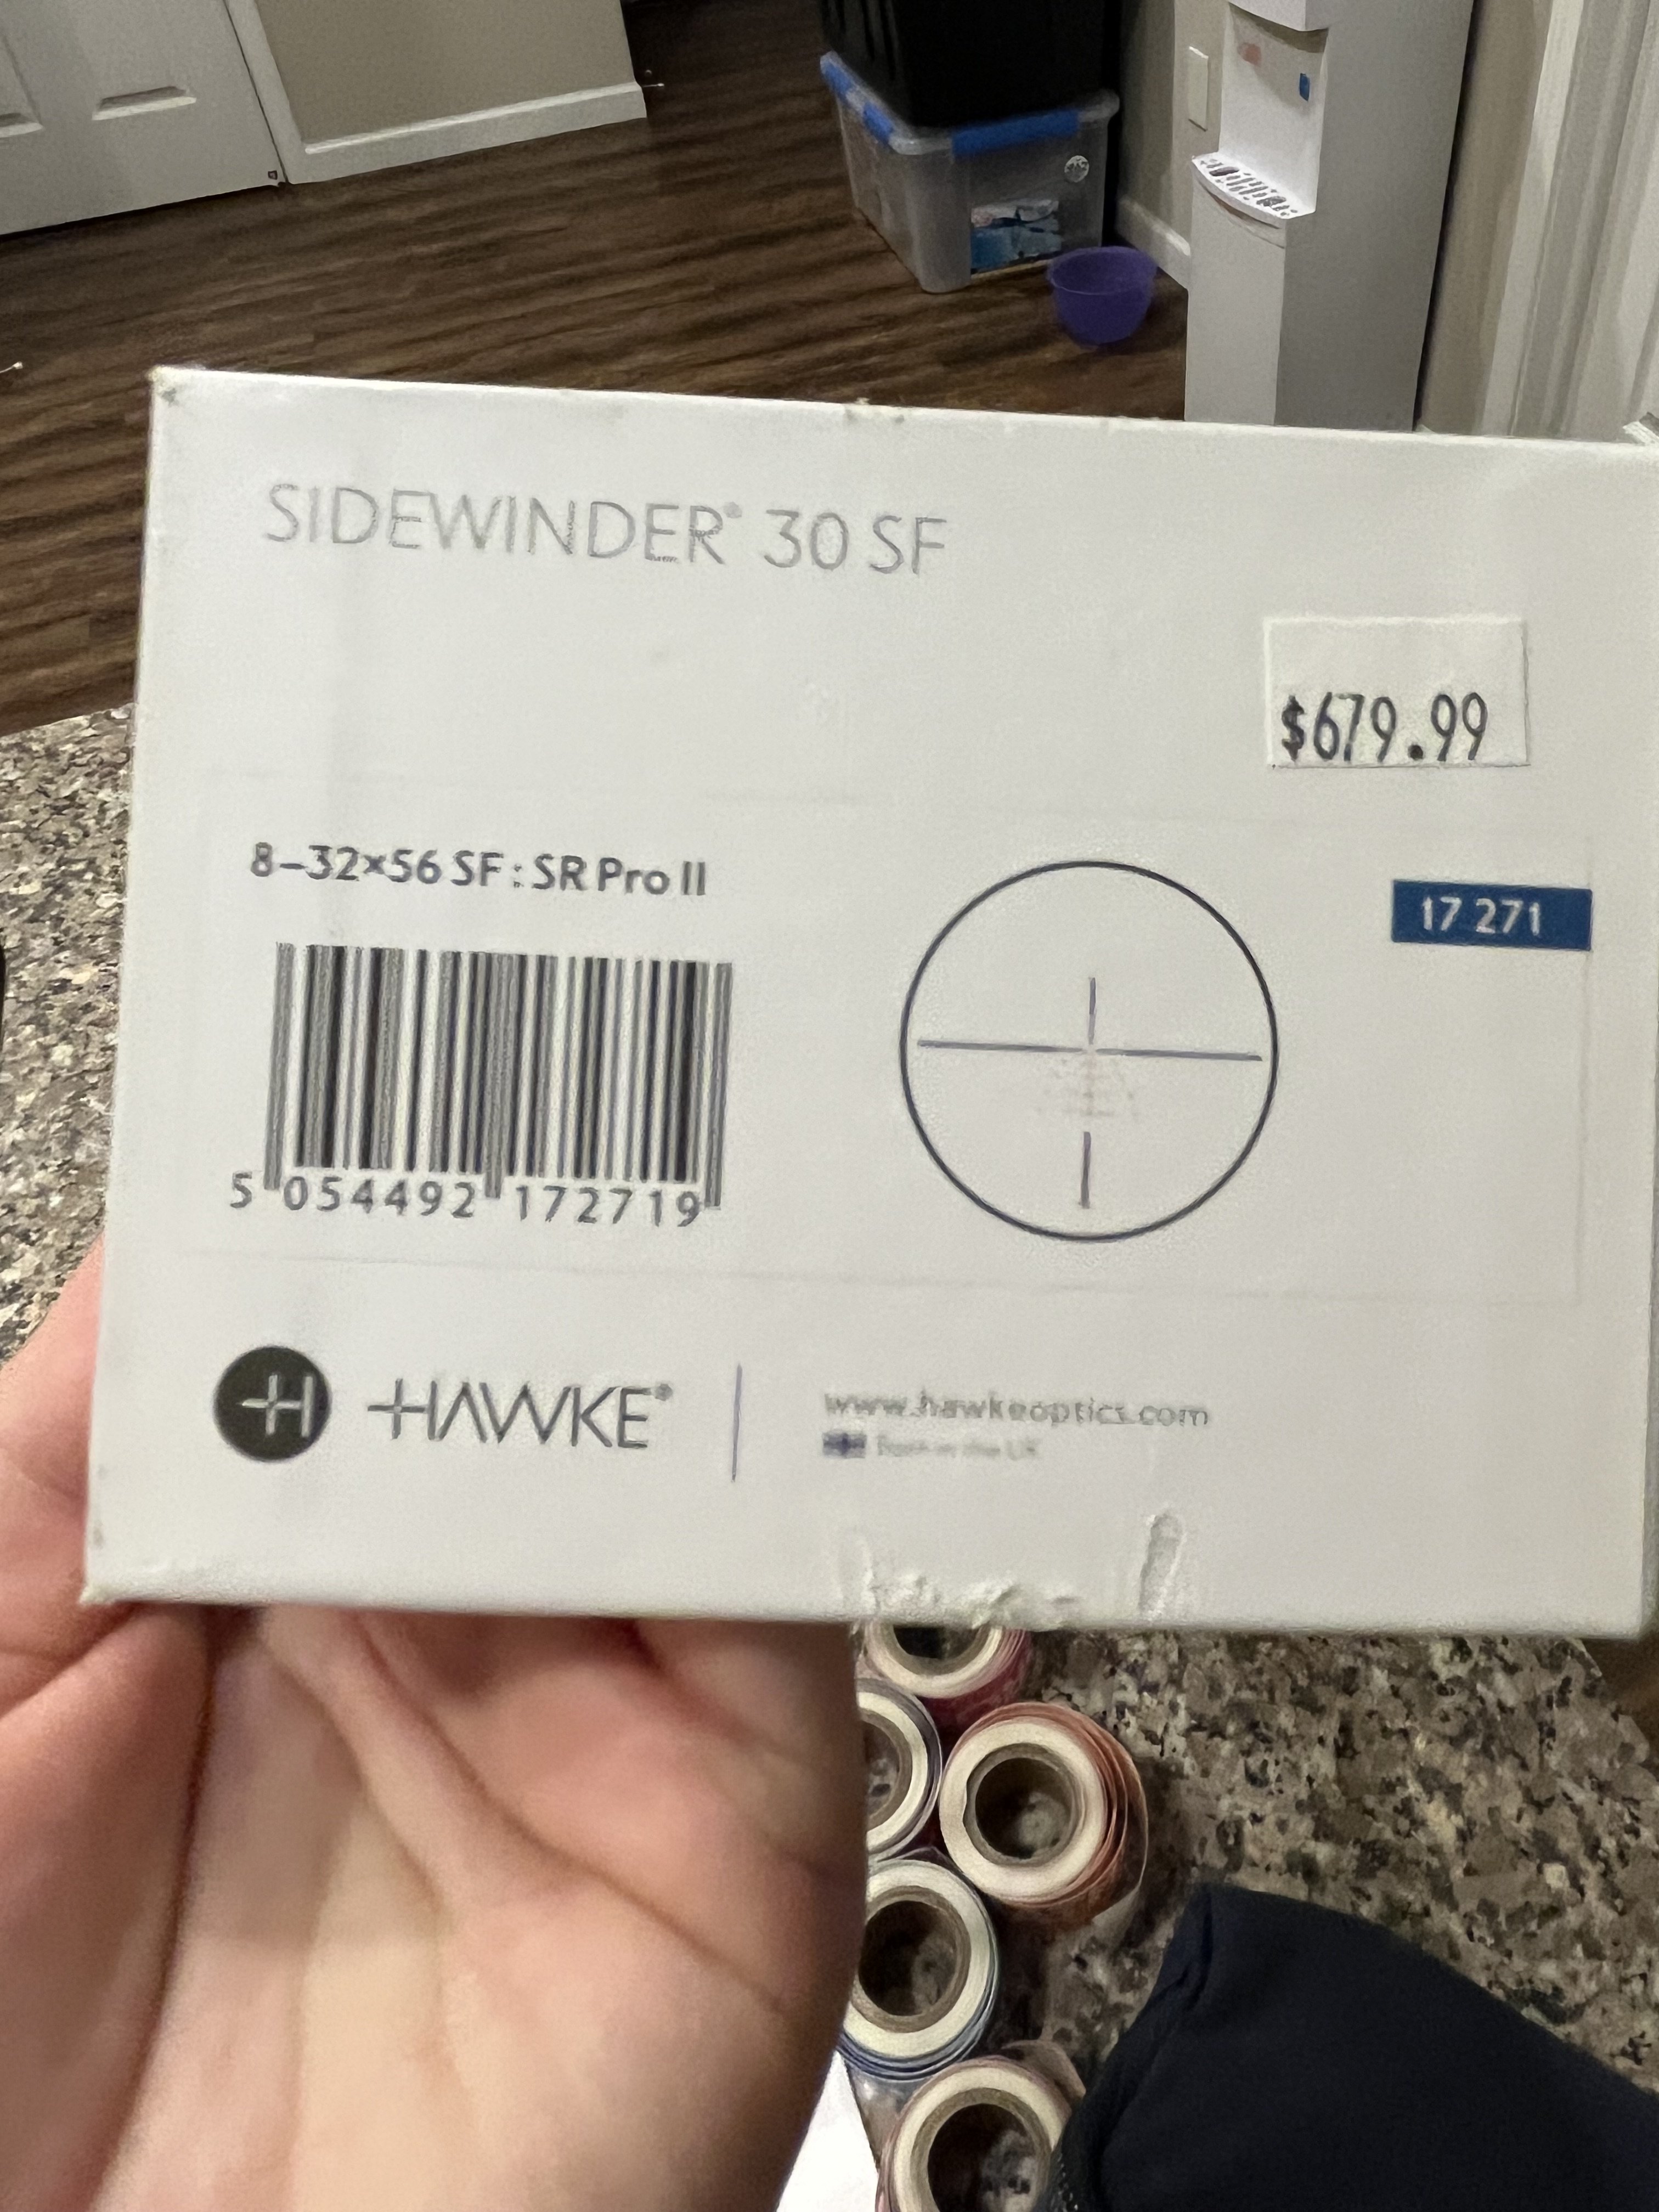 SIDEWINDER® 30 SF
$679.99
8–32×56 SF : SR Pro II
17 271
5 054492 172719
H HAWKE®
www.hawkeoptics.com